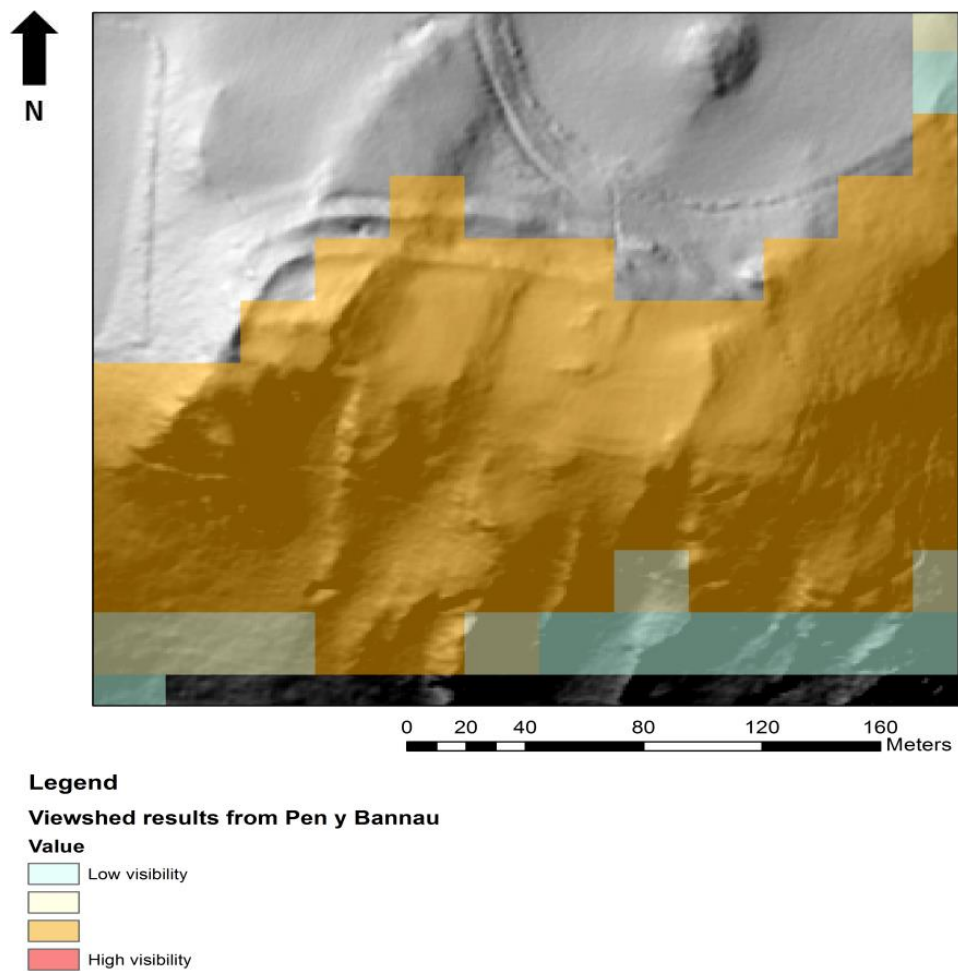 N
0 20 40 80 120 160
Meters
Legend
Viewshed results from Pen y Bannau
Value
Low visibility
High visibility